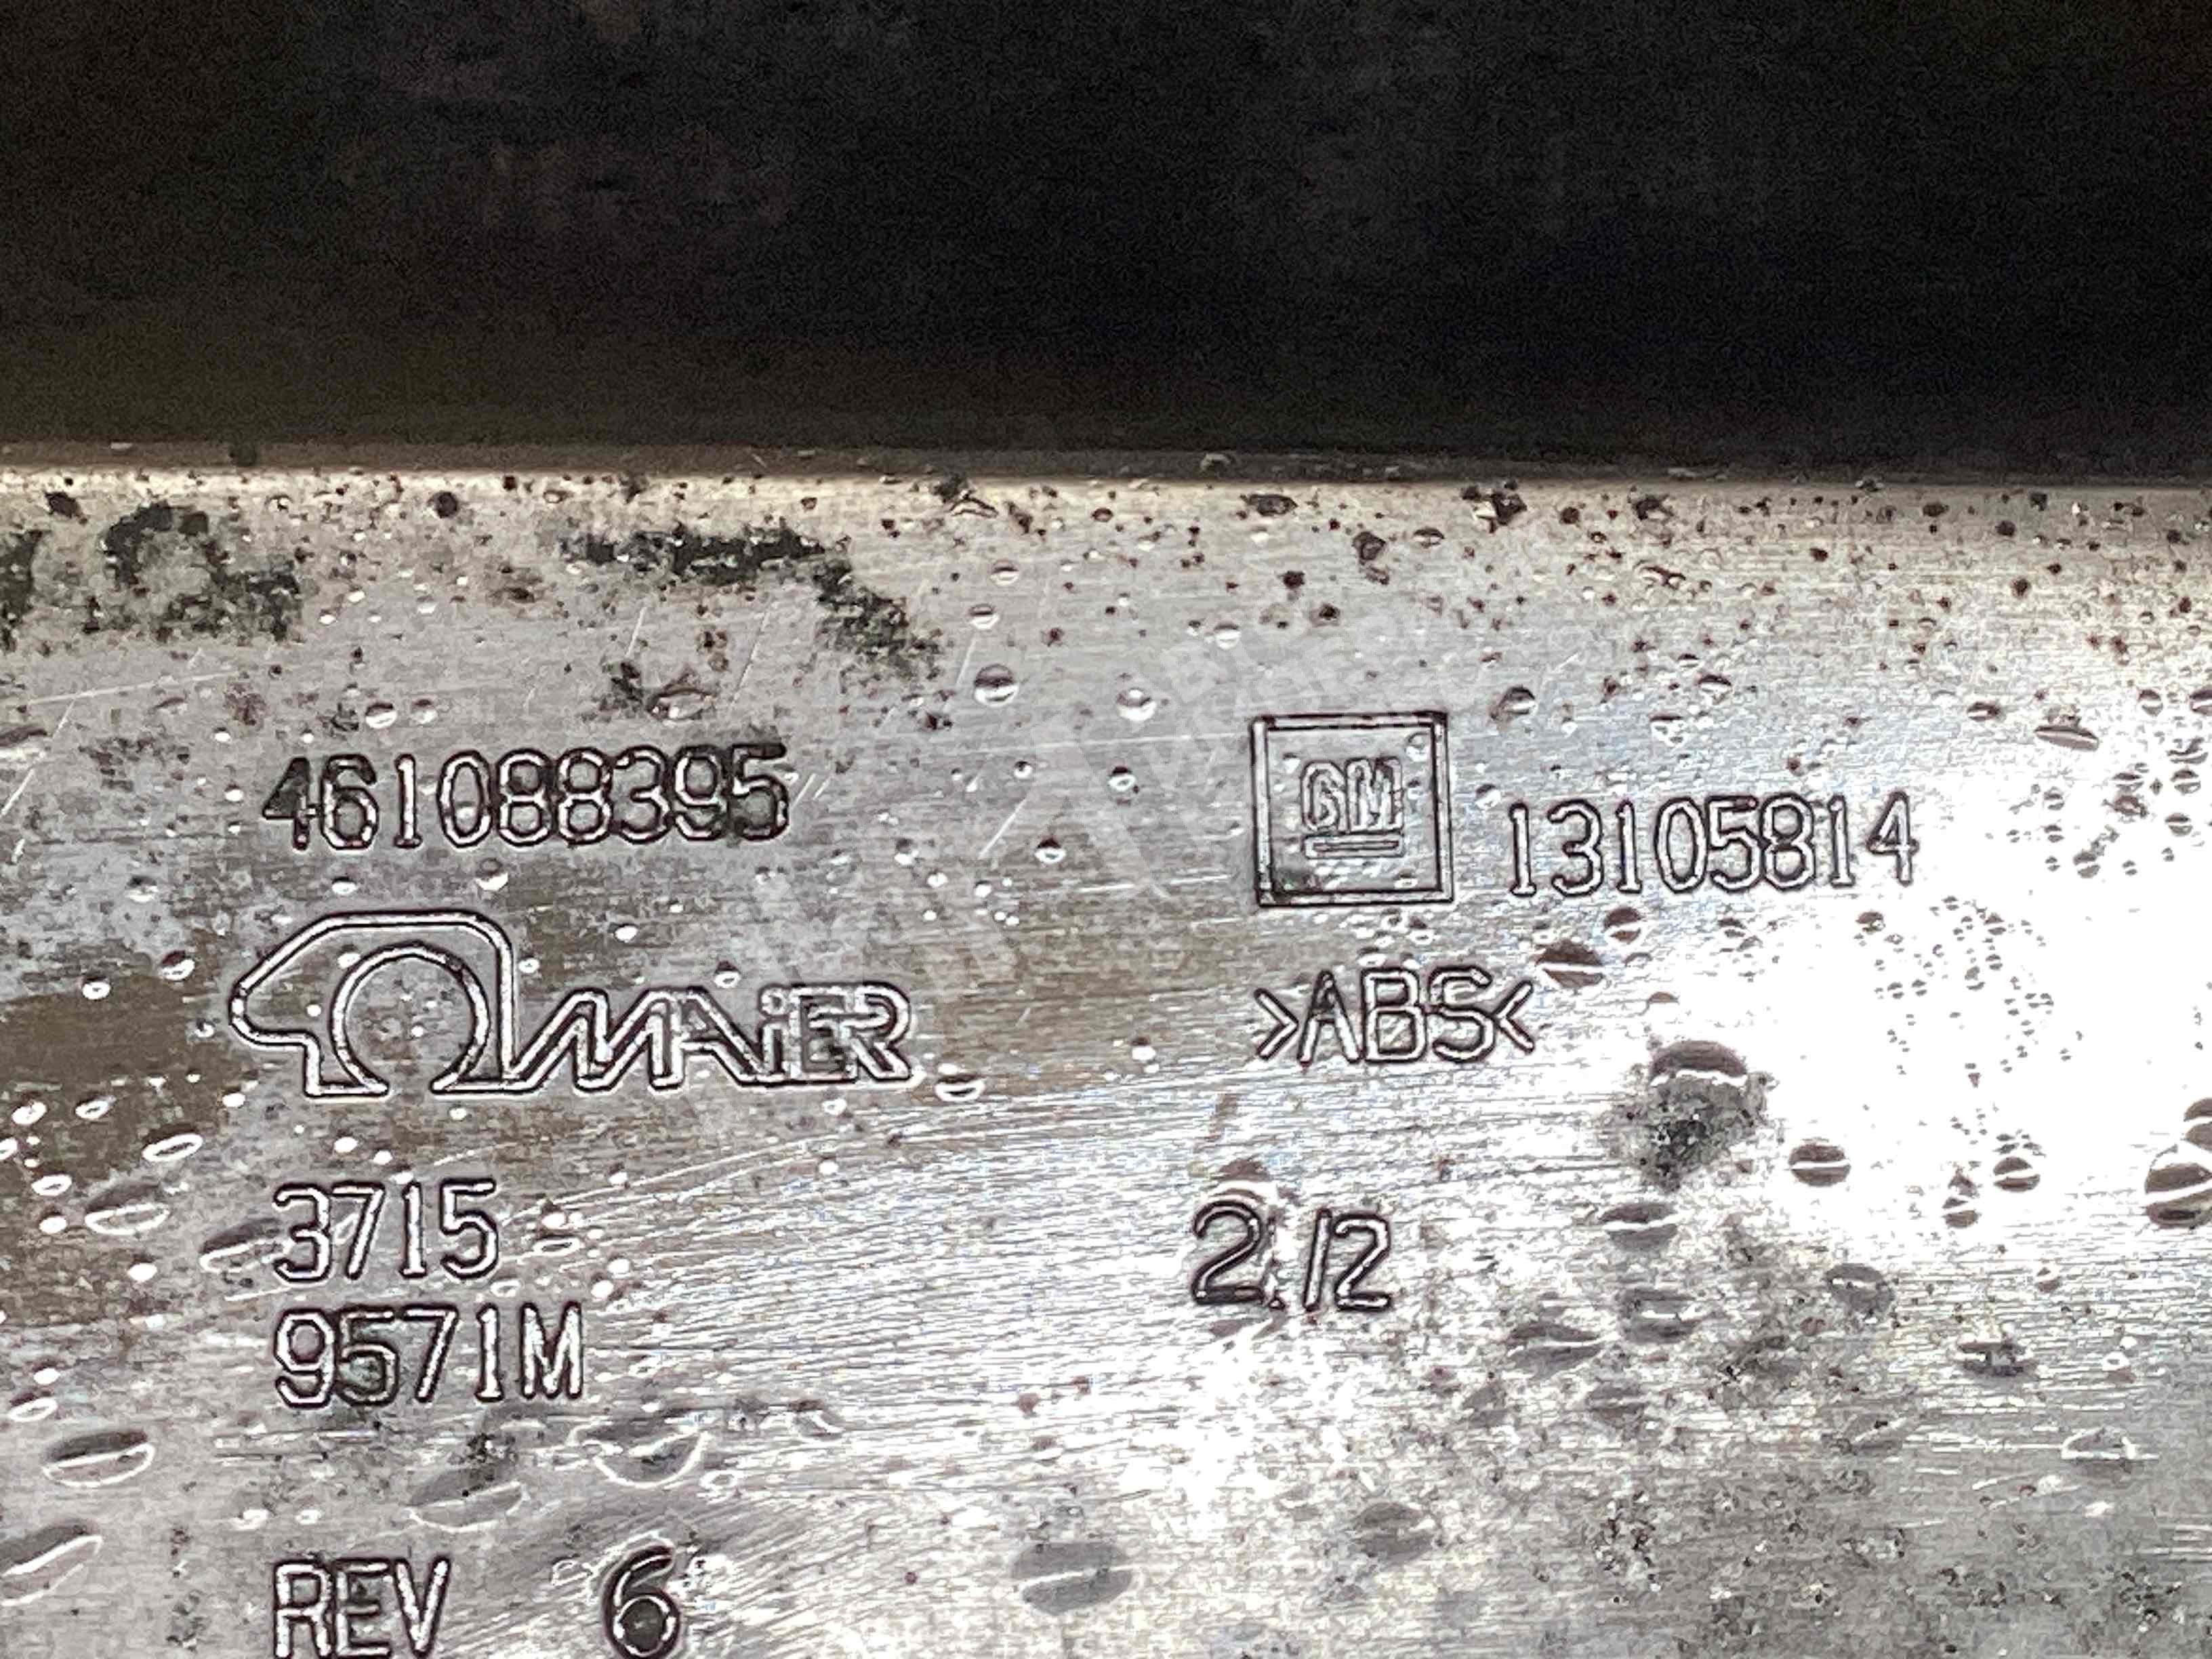 461088395
GM 13105814
MAIER
>ABS<
3715
2/2
9571M
REV 6